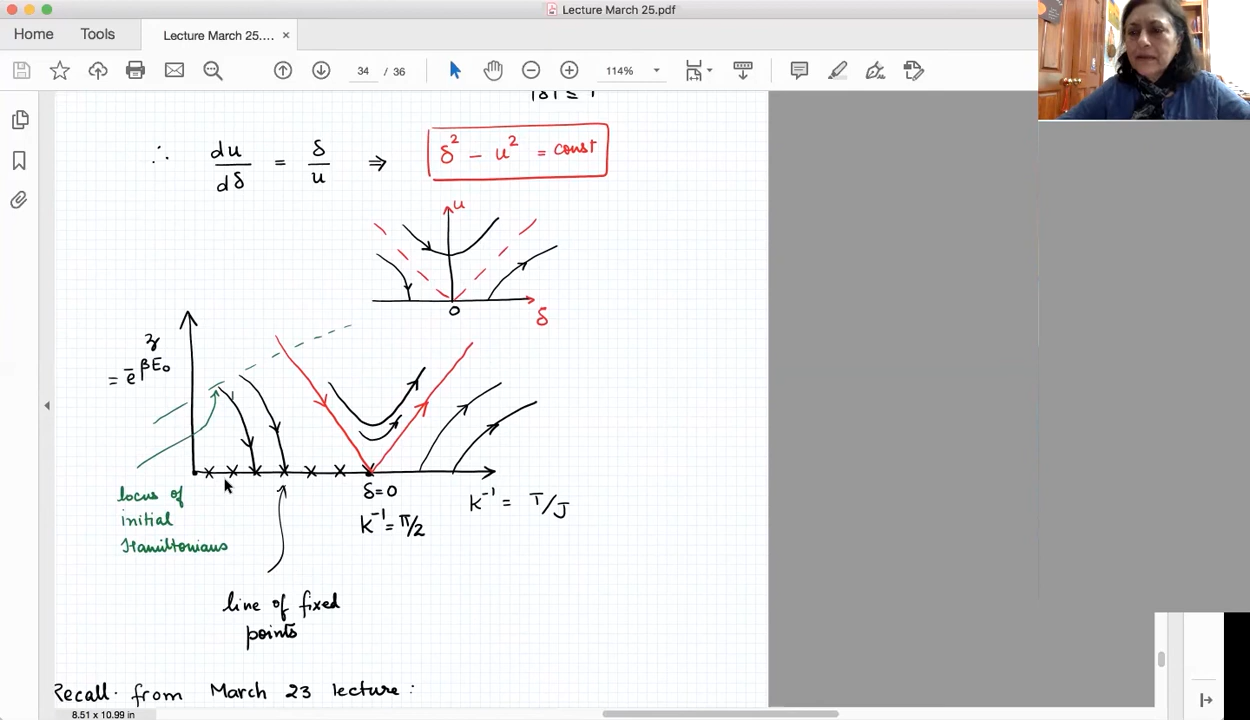 Lecture March 25.pdf
Home Tools Lecture March 25.... ×
34 / 36 114%
∴ du/dδ = δ/u ⇒ δ² - u² = const
u
0
δ
z
= e^-βE₀
δ=0
K⁻¹ = π/2
K⁻¹ = T/J
locus of
initial
Hamiltonians
line of fixed
points
Recall from March 23 lecture:
8.51 x 10.99 in